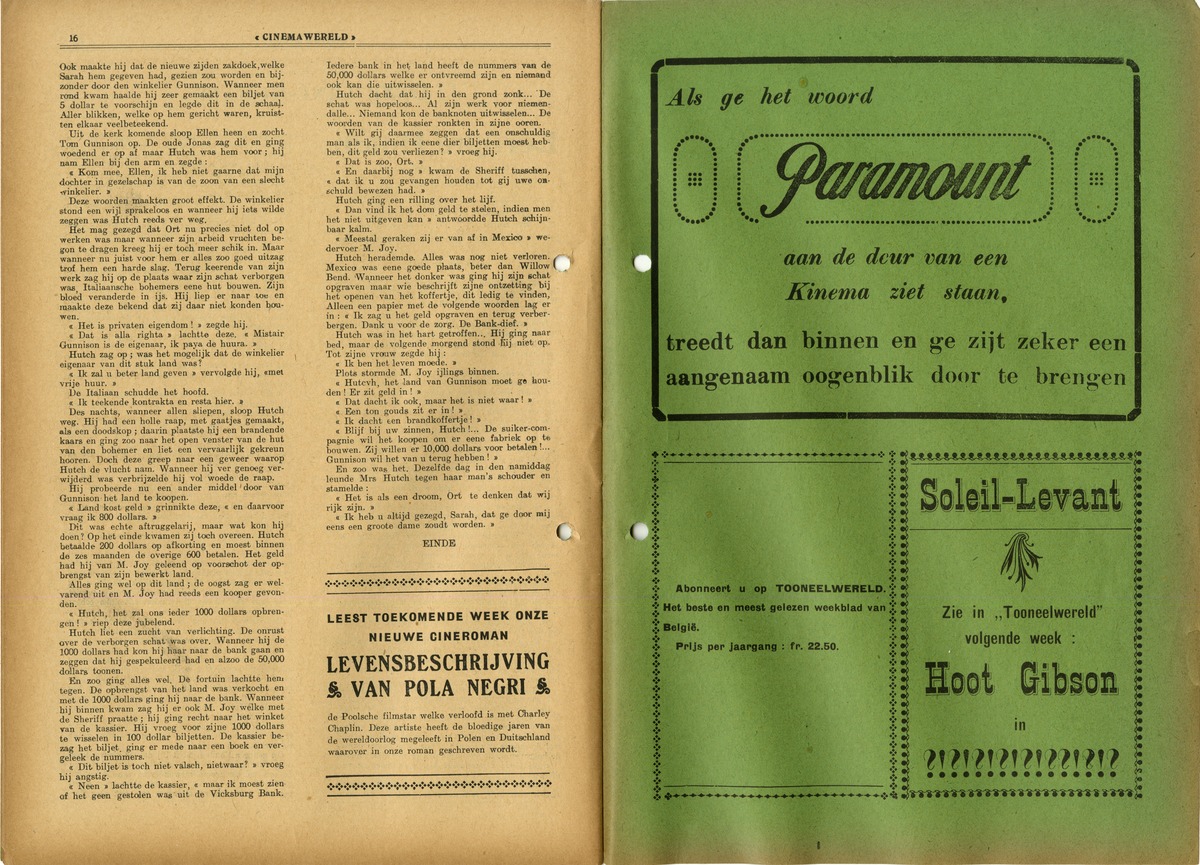 16
« CINEMAWERELD »
Ook maakte hij dat de nieuwe zijden zakdoek,welke
Sarah hem gegeven had, gezien zou worden en bij-
zonder door den winkelier Gunnison. Wanneer men
rond kwam haalde hij zeer gemaakt een biljet van
5 dollar te voorschijn en legde dit in de schaal.
Aller blikken, welke op hem gericht waren, kruist-
ten elkaar veelbeteekend.
Uit de kerk komende sloop Ellen heen en zocht
Tom Gunnison op. De oude Jonas zag dit en ging
woedend er op af maar Hutch was hem voor ; hij
nam Ellen bij den arm en zegde :
« Kom mee, Ellen, ik heb niet gaarne dat mijn
dochter in gezelschap is van de zoon van een slecht
winkelier. »
Deze woorden maakten groot effekt. De winkelier
stond een wijl sprakeloos en wanneer hij iets wilde
zeggen was Hutch reeds ver weg.
Het mag gezegd dat Ort nu precies niet dol op
werken was maar wanneer zijn arbeid vruchten be-
gon te dragen kreeg hij er toch meer schik in. Maar
wanneer nu juist voor hem er alles zoo goed uitzag
trof hem een harde slag. Terug keerende van zijn
werk zag hij op de plaats waar zijn schat verborgen
was, Italiaansche bohemers eene hut bouwen. Zijn
bloed veranderde in ijs. Hij liep er naar toe en
maakte deze bekend dat zij daar niet konden bou-
wen.
« Het is privaten eigendom ! » zegde hij.
« Dat is alla righta » lachtte deze. « Mistair
Gunnison is de eigenaar, ik paya de huura. »
Hutch zag op ; was het mogelijk dat de winkelier
eigenaar van dit stuk land was?
« Ik zal u beter land geven » vervolgde hij, «met
vrije huur. »
De Italiaan schudde het hoofd.
« Ik teekende kontrakta en resta hier. »
Des nachts, wanneer allen sliepen, sloop Hutch
weg. Hij had een holle raap, met gaatjes gemaakt,
als een doodskop ; daarin plaatste hij een brandende
kaars en ging zoo naar het open venster van de hut
van den bohemer en liet een vervaarlijk gekreun
hooren. Doch deze greep naar een geweer waarop
Hutch de vlucht nam. Wanneer hij ver genoeg ver-
wijderd was verbrijzelde hij vol woede de raap.
Hij probeerde nu een ander middel door van
Gunnison het land te koopen.
« Land kost geld » grinnikte deze, « en daarvoor
vraag ik 800 dollars. »
Dit was echte aftruggelarij, maar wat kon hij
doen? Op het einde kwamen zij toch overeen. Hutch
betaalde 200 dollars op afkorting en moest binnen
de zes maanden de overige 600 betalen. Het geld
had hij van M. Joy geleend op voorschot der op-
brengst van zijn bewerkt land.
Alles ging wel op dit land ; de oogst zag er wel-
varend uit en M. Joy had reeds een kooper gevon-
den.
« Hutch, het zal ons ieder 1000 dollars opbren-
gen ! » riep deze jubelend.
Hutch liet een zucht van verlichting. De onrust
over de verborgen schat was over. Wanneer hij de
1000 dollars had kon hij haar naar de bank gaan en
zeggen dat hij gespekuleerd had en alzoo de 50,000
dollars toonen.
En zoo ging alles wel. De fortuin lachtte hem
tegen. De opbrengst van het land was verkocht en
met de 1000 dollars ging hij naar de bank. Wanneer
hij binnen kwam zag hij er ook M. Joy welke met
de Sheriff praatte ; hij ging recht naar het winket
van de kassier. Hij vroeg voor zijne 1000 dollars
te wisselen in 100 dollar biljetten. De kassier be-
zag het biljet, ging er mede naar een boek en ver-
geleek de nummers.
« Dit biljet is toch niet valsch, nietwaar? » vroeg
hij angstig.
« Neen » lachtte de kassier, « maar ik moest zien
of het geen gestolen was uit de Vicksburg Bank.
Iedere bank in het land heeft de nummers van de
50,000 dollars welke er ontvreemd zijn en niemand
ook kan die uitwisselen. »
Hutch dacht dat hij in den grond zonk... De
schat was hopeloos... Al zijn werk voor niemen-
dalle... Niemand kon de banknoten uitwisselen... De
woorden van de kassier ronkten in zijne ooren.
« Wilt gij daarmee zeggen dat een onschuldig
man als ik, indien ik eene dier biljetten moest heb-
ben, dit geld zou verliezen? » vroeg hij.
« Dat is zoo, Ort. »
« En daarbij nog » kwam de Sheriff tusschen,
« dat ik u zou gevangen houden tot gij uwe on-
schuld bewezen had. »
Hutch ging een rilling over het lijf.
« Dan vind ik het dom geld te stelen, indien men
het niet uitgeven kan » antwoordde Hutch schijn-
baar kalm.
« Meestal geraken zij er van af in Mexico » we-
dervoer M. Joy.
Hutch herademde. Alles was nog niet verloren.
Mexico was eene goede plaats, beter dan Willow
Bend. Wanneer het donker was ging hij zijn schat
opgraven maar wie beschrijft zijne ontzetting bij
het openen van het koffertje, dit ledig te vinden,
Alleen een papier met de volgende woorden lag er
in : « Ik zag u het geld opgraven en terug verber-
bergen. Dank u voor de zorg. De Bank-dief. »
Hutch was in het hart getroffen... Hij ging naar
bed, maar de volgende morgend stond hij niet op.
Tot zijne vrouw zegde hij :
« Ik ben het leven moede. »
Plots stormde M. Joy ijlings binnen.
« Hutcvh, het land van Gunnison moet ge hou-
den ! Er zit geld in ! »
« Dat dacht ik ook, maar het is niet waar ! »
« Een ton gouds zit er in ! »
« Ik dacht een brandkoffertje ! »
« Blijf bij uw zinnen, Hutch!... De suiker-com-
pagnie wil het koopen om er eene fabriek op te
bouwen. Zij willen er 10,000 dollars voor betalen !...
Gunnison wil het van u terug hebben ! »
En zoo was het. Dezelfde dag in den namiddag
leunde Mrs Hutch tegen haar man's schouder en
stamelde :
« Het is als een droom, Ort te denken dat wij
rijk zijn. »
« Ik heb u altijd gezegd, Sarah, dat ge door mij
eens een groote dame zoudt worden. »
EINDE
LEEST TOEKOMENDE WEEK ONZE
NIEUWE CINEROMAN
LEVENSBESCHRIJVING
VAN POLA NEGRI
de Poolsche filmstar welke verloofd is met Charley
Chaplin. Deze artiste heeft de bloedige jaren van
de wereldoorlog megeleeft in Polen en Duitschland
waarover in onze roman geschreven wordt.
Als ge het woord
Paramount
aan de deur van een
Kinema ziet staan,
treedt dan binnen en ge zijt zeker een
aangenaam oogenblik door te brengen
Abonneert u op TOONEELWERELD.
Het beste en meest gelezen weekblad van
België.
Prijs per jaargang : fr. 22.50.
Soleil-Levant
Zie in „Tooneelwereld”
volgende week :
Hoot Gibson
in
?!?!?!?!?!?!?!?!?!